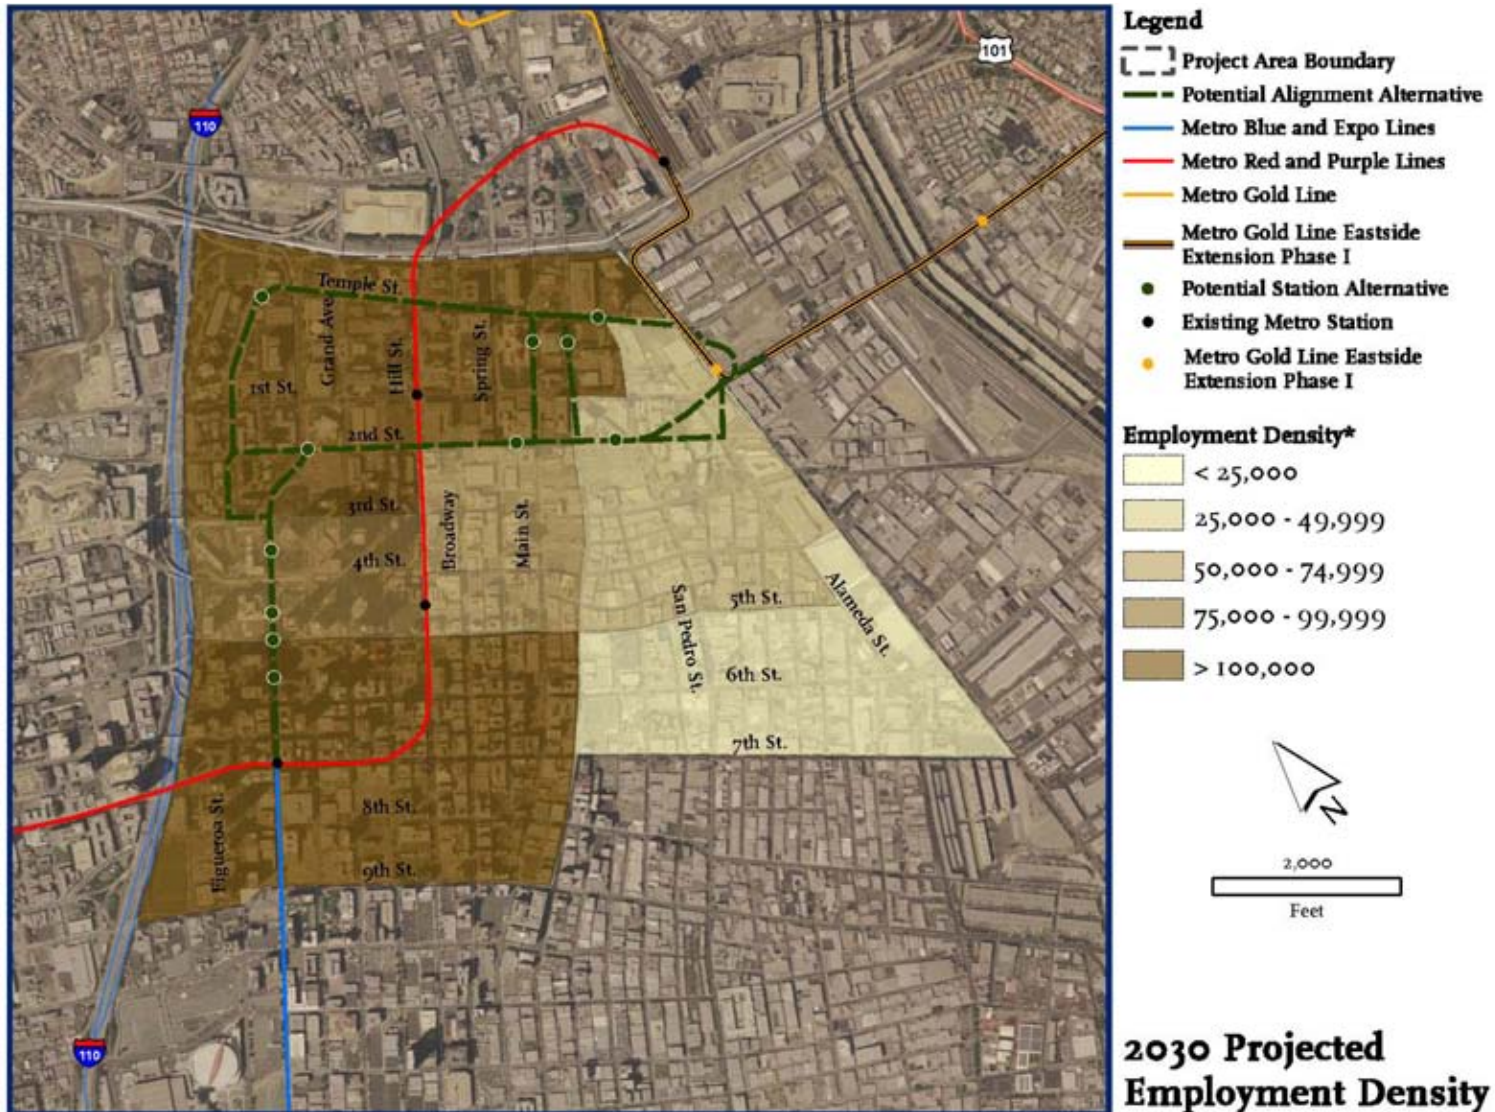 110
101
Temple St.
Grand Ave
Hill St.
Spring St.
1st St.
2nd St.
3rd St.
4th St.
Broadway
Main St.
San Pedro St.
5th St.
Alameda St.
6th St.
7th St.
8th St.
Figueroa St.
9th St.
110
Legend
Project Area Boundary
Potential Alignment Alternative
Metro Blue and Expo Lines
Metro Red and Purple Lines
Metro Gold Line
Metro Gold Line Eastside
Extension Phase I
Potential Station Alternative
Existing Metro Station
Metro Gold Line Eastside
Extension Phase I
Employment Density*
< 25,000
25,000 - 49,999
50,000 - 74,999
75,000 - 99,999
> 100,000
N
2,000
Feet
2030 Projected
Employment Density